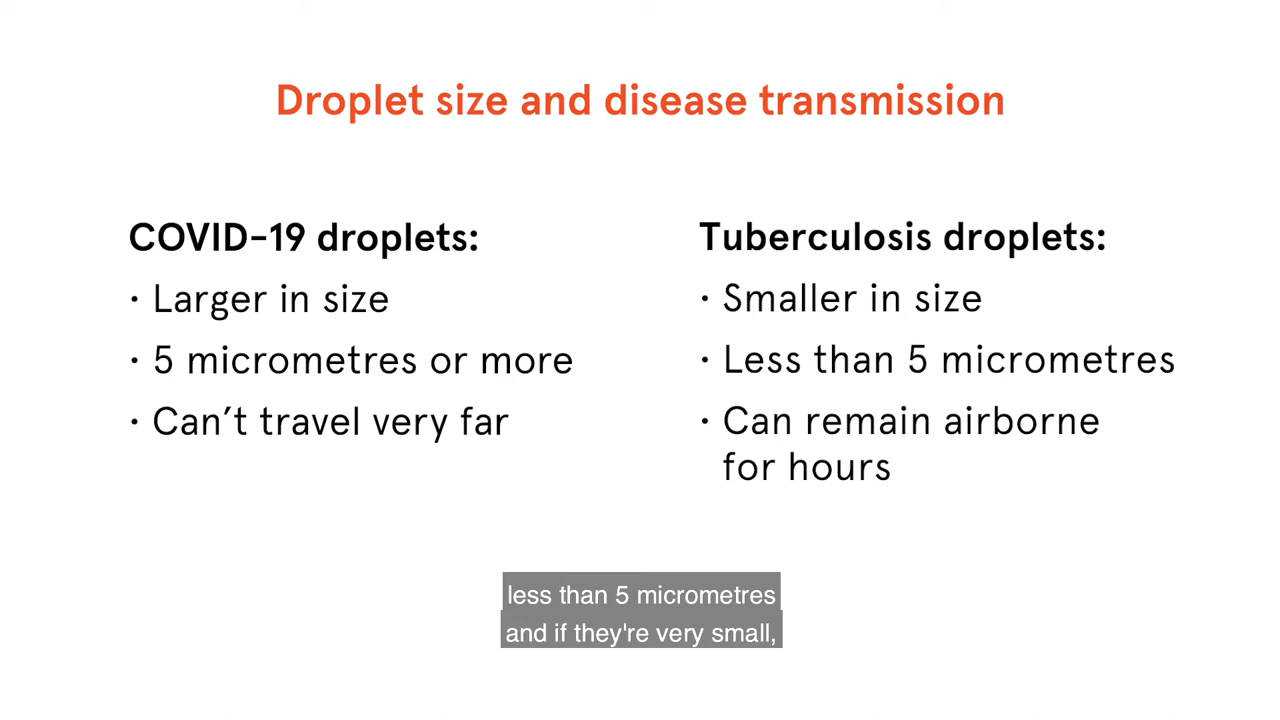 Droplet size and disease transmission
COVID-19 droplets:
· Larger in size
· 5 micrometres or more
· Can’t travel very far
Tuberculosis droplets:
· Smaller in size
· Less than 5 micrometres
· Can remain airborne
for hours
less than 5 micrometres
and if they're very small,